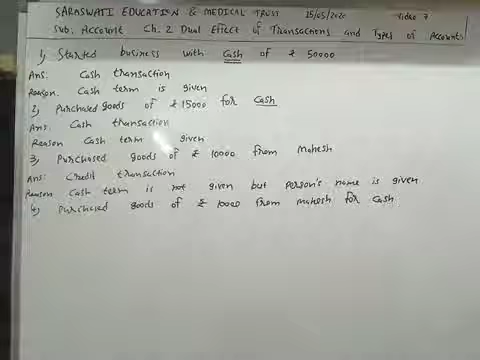 SARASWATI EDUCATION & MEDICAL TRUST 15/05/2020 Video 7
Sub: Account Ch. 2 Dual Effect of Transactions and Types of Accounts
1) Started business with Cash of ₹ 50000
Ans: Cash transaction
Reason: Cash term is given
2) Purchased goods of ₹ 15000 for Cash
Ans: Cash transaction
Reason Cash term given
3) Purchased goods of ₹ 10000 from Mahesh
Ans: Credit transaction
Reason Cash term is not given but person's name is given
4) Purchased goods of ₹ 10000 from Mahesh for Cash